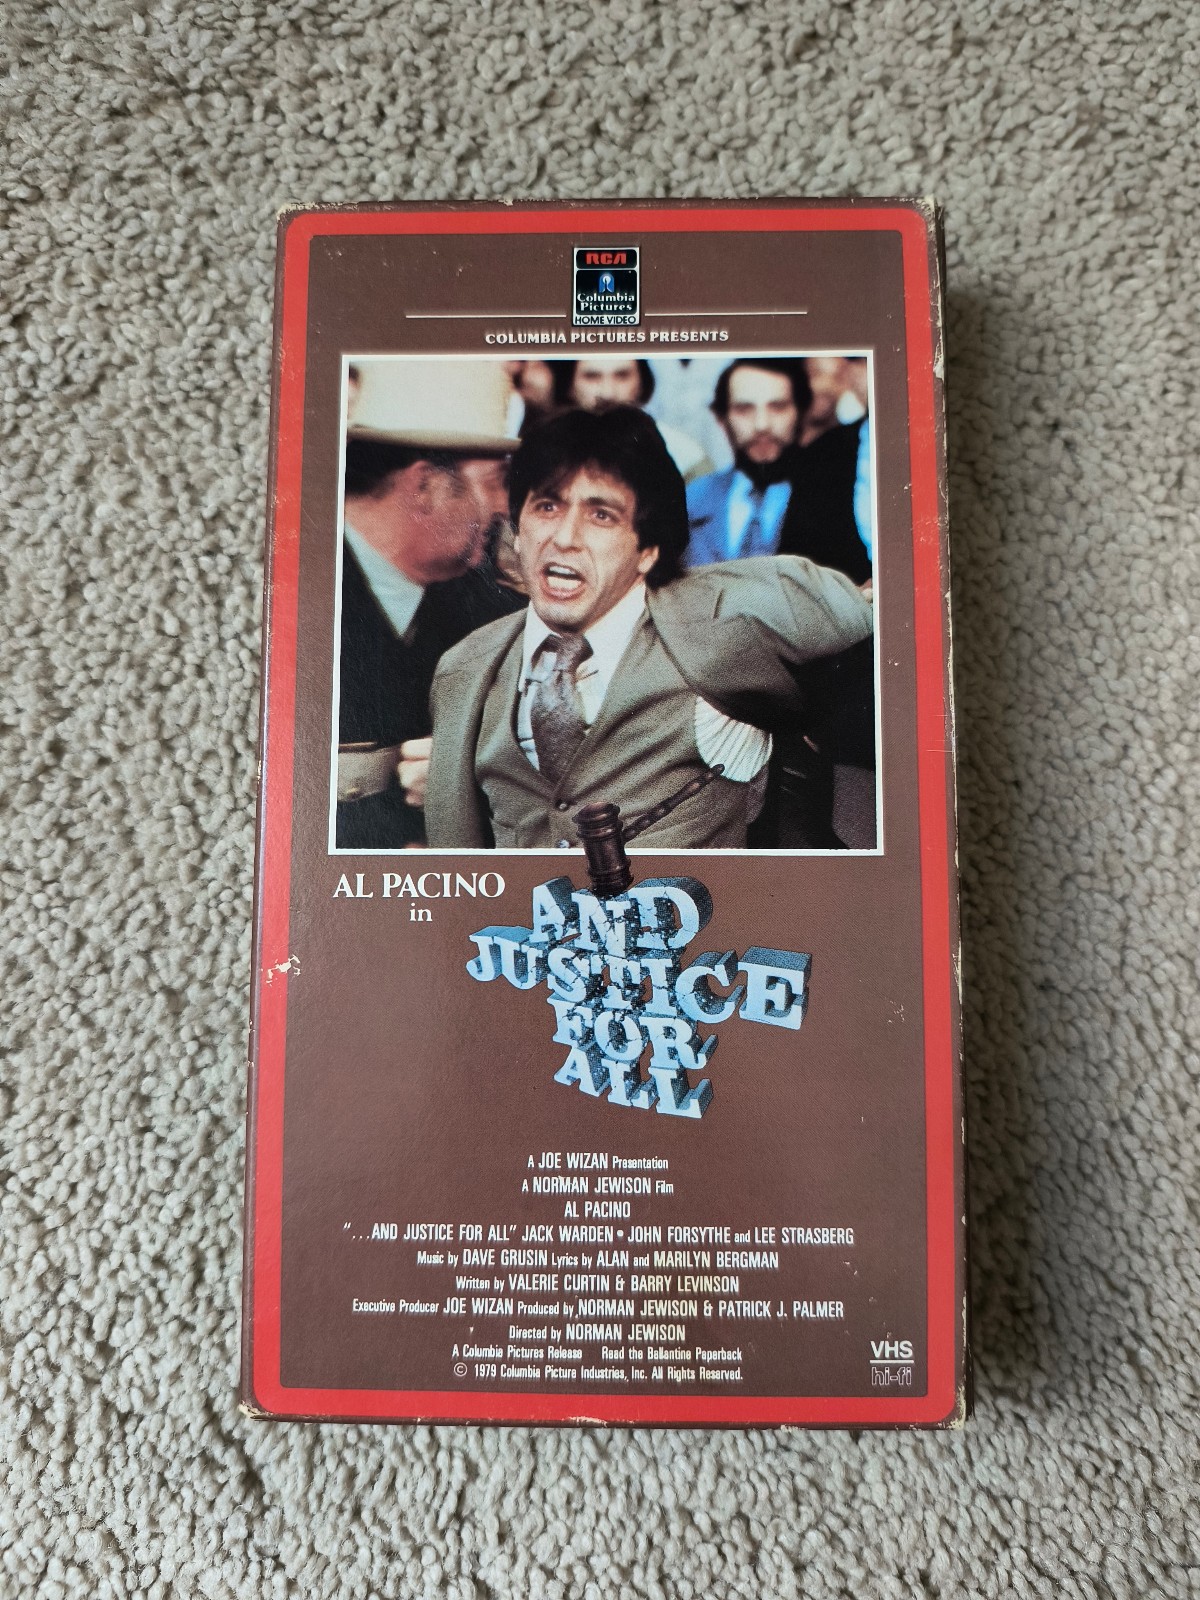 RCA
Columbia
Pictures
HOME VIDEO
COLUMBIA PICTURES PRESENTS
AL PACINO
in
AND
JUSTICE
FOR
ALL
A JOE WIZAN Presentation
A NORMAN JEWISON Film
AL PACINO
"...AND JUSTICE FOR ALL" JACK WARDEN • JOHN FORSYTHE and LEE STRASBERG
Music by DAVE GRUSIN Lyrics by ALAN and MARILYN BERGMAN
Written by VALERIE CURTIN & BARRY LEVINSON
Executive Producer JOE WIZAN Produced by NORMAN JEWISON & PATRICK J. PALMER
Directed by NORMAN JEWISON
A Columbia Pictures Release Read the Ballantine Paperback
© 1979 Columbia Picture Industries, Inc. All Rights Reserved.
VHS
hi-fi